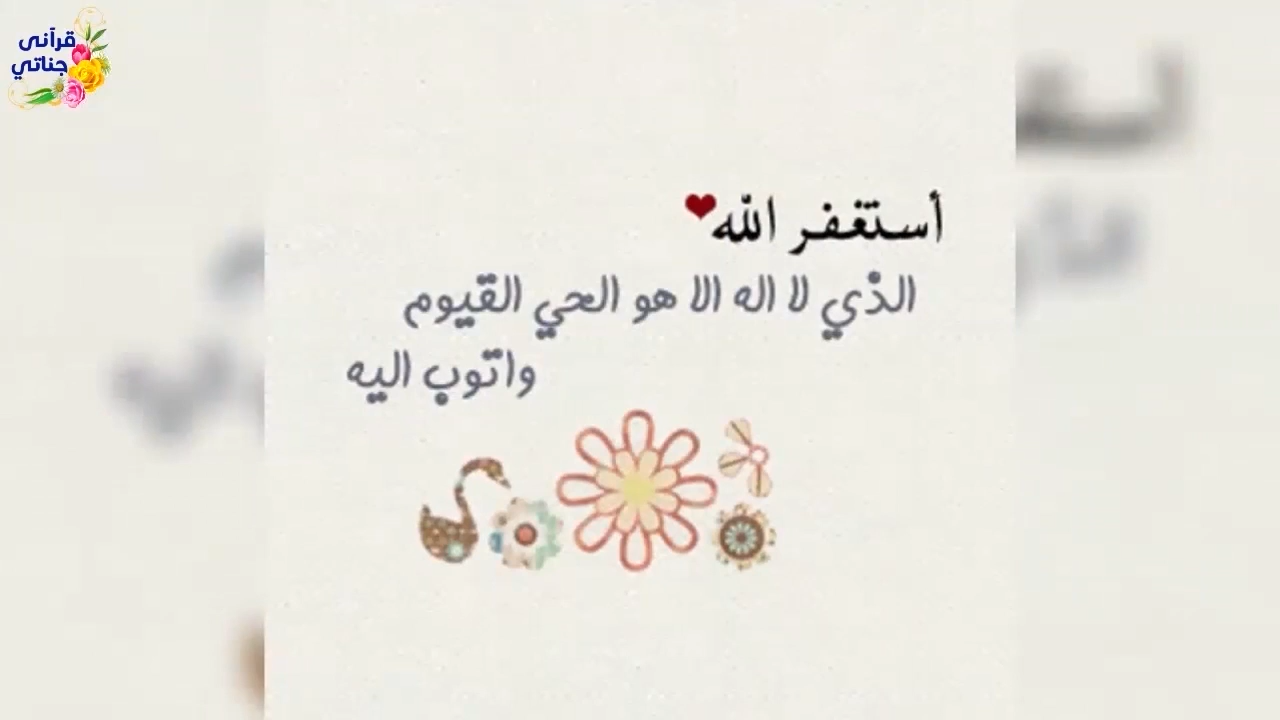 قرآنى
جناتي
أستغفر الله❤
الذي لا اله الا هو الحي القيوم
واتوب اليه